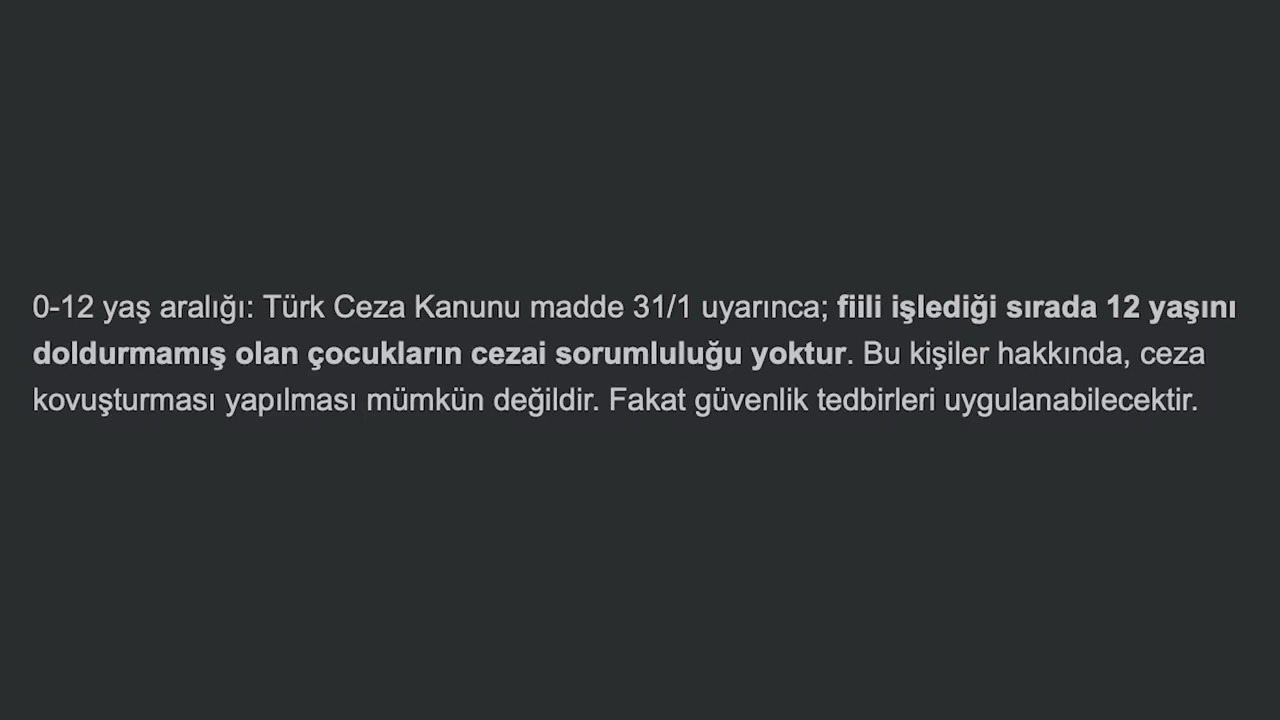 0-12 yaş aralığı: Türk Ceza Kanunu madde 31/1 uyarınca; fiili işlediği sırada 12 yaşını
doldurmamış olan çocukların cezai sorumluluğu yoktur. Bu kişiler hakkında, ceza
kovuşturması yapılması mümkün değildir. Fakat güvenlik tedbirleri uygulanabilecektir.